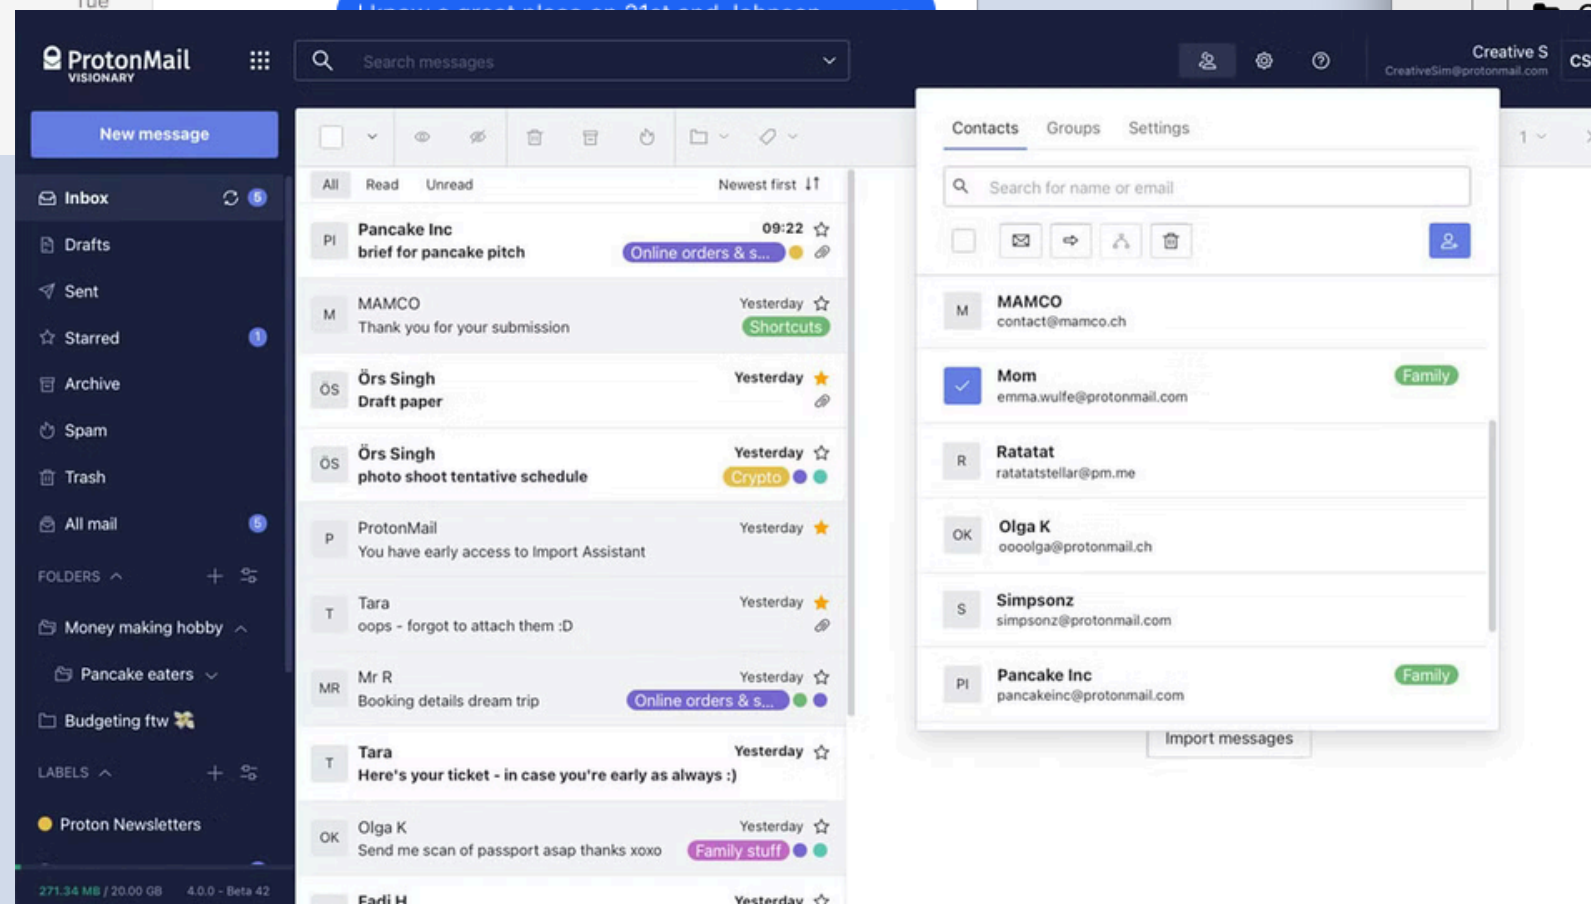 Tue
I know a great place on 21st and Johnson
ProtonMail
VISIONARY
Search messages
Creative S
CreativeSim@protonmail.com
CS
New message
Inbox
5
Drafts
Sent
Starred
1
Archive
Spam
Trash
All mail
5
FOLDERS
Money making hobby
Pancake eaters
Budgeting ftw 💸
LABELS
Proton Newsletters
271.34 MB / 20.00 GB
4.0.0 - Beta 42
All
Read
Unread
Newest first
PI
Pancake Inc
09:22
brief for pancake pitch
Online orders & s...
M
MAMCO
Yesterday
Thank you for your submission
Shortcuts
ÖS
Örs Singh
Yesterday
Draft paper
ÖS
Örs Singh
Yesterday
photo shoot tentative schedule
Crypto
P
ProtonMail
Yesterday
You have early access to Import Assistant
T
Tara
Yesterday
oops - forgot to attach them :D
MR
Mr R
Yesterday
Booking details dream trip
Online orders & s...
T
Tara
Yesterday
Here's your ticket - in case you're early as always :)
OK
Olga K
Yesterday
Send me scan of passport asap thanks xoxo
Family stuff
Fadi H
Yesterday
Contacts
Groups
Settings
1
Search for name or email
M
MAMCO
contact@mamco.ch
Mom
emma.wulfe@protonmail.com
Family
R
Ratatat
ratatatstellar@pm.me
OK
Olga K
oooolga@protonmail.ch
S
Simpsonz
simpsonz@protonmail.com
PI
Pancake Inc
pancakeinc@protonmail.com
Family
Import messages